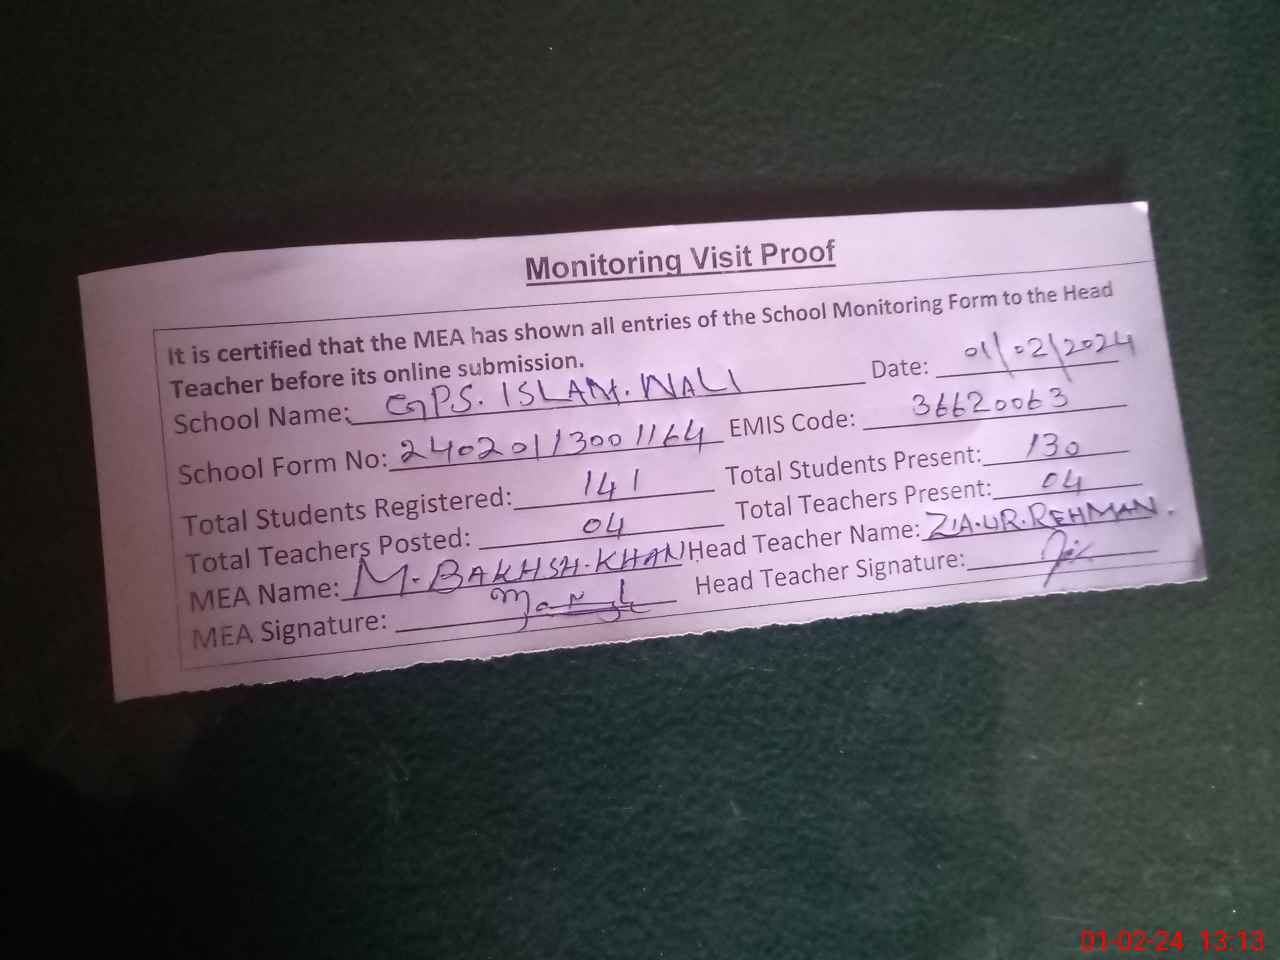 Monitoring Visit Proof
It is certified that the MEA has shown all entries of the School Monitoring Form to the Head
Teacher before its online submission.
School Name: GPS. ISLAM. WALI Date: 01/02/2024
School Form No: 240201130011164 EMIS Code: 36620063
Total Students Registered: 141 Total Students Present: 130
Total Teachers Posted: 04 Total Teachers Present: 04
MEA Name: M. BAKHSH. KHAN Head Teacher Name: ZIA.UR.REHMAN.
MEA Signature: Head Teacher Signature:
01-02-24 13:13